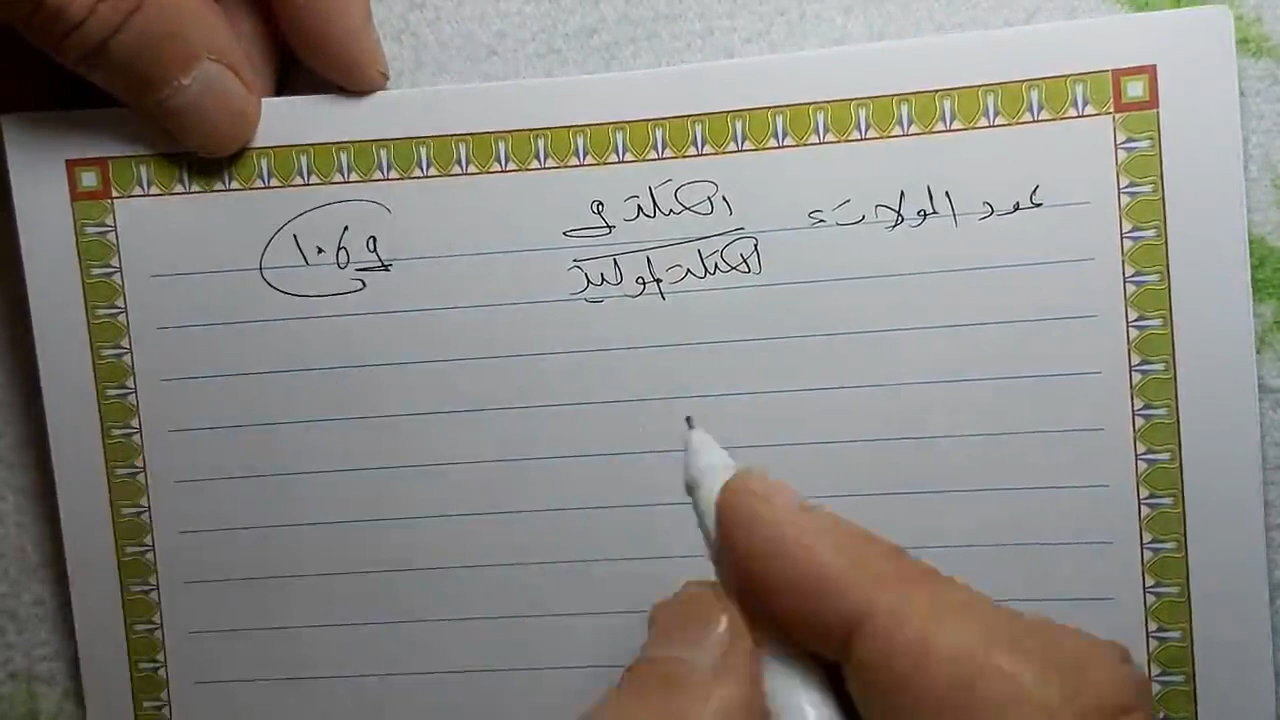 عدد المولات = الكتلة g 1.6g
الكتلة المولية